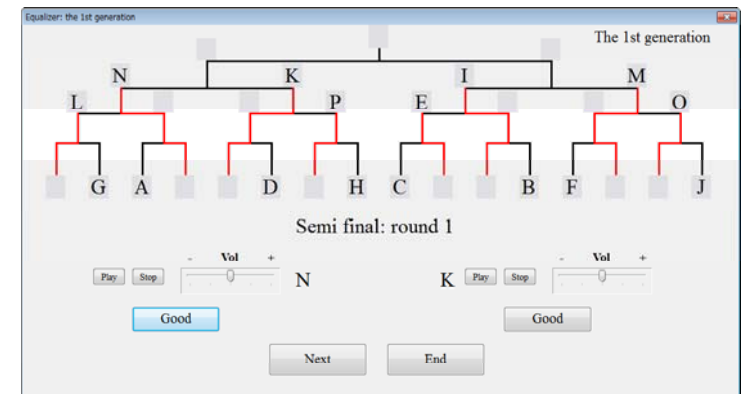 Equalizer: the 1st generation
The 1st generation
N K I M
L P E O
G A D H C B F J
Semi final: round 1
- Vol + - Vol +
Play Stop N K Play Stop
Good Good
Next End